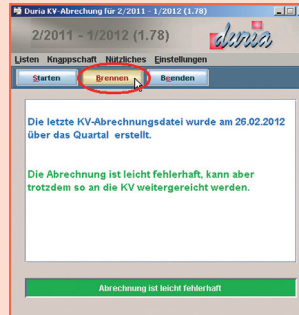 Duria KV-Abrechung für 2/2011 - 1/2012 (1.78)
2/2011 - 1/2012 (1.78)
duria
Listen Knappschaft Nützliches Einstellungen
Starten Brennen Beenden
Die letzte KV-Abrechnungsdatei wurde am 26.02.2012
über das Quartal erstellt.
Die Abrechnung ist leicht fehlerhaft, kann aber
trotzdem so an die KV weitergereicht werden.
Abrechnung ist leicht fehlerhaft